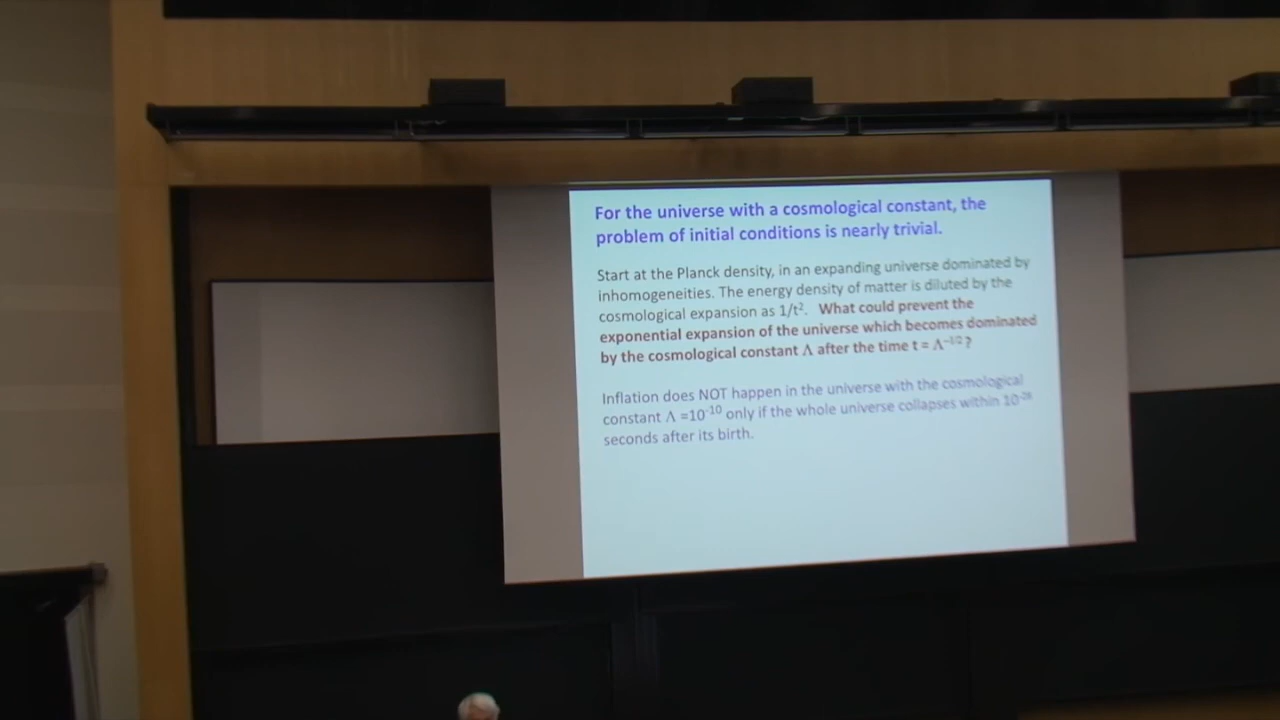 For the universe with a cosmological constant, the
problem of initial conditions is nearly trivial.
Start at the Planck density, in an expanding universe dominated by
inhomogeneities. The energy density of matter is diluted by the
cosmological expansion as 1/t². What could prevent the
exponential expansion of the universe which becomes dominated
by the cosmological constant Λ after the time t = Λ⁻¹/² ?
Inflation does NOT happen in the universe with the cosmological
constant Λ =10⁻¹⁰ only if the whole universe collapses within
seconds after its birth.